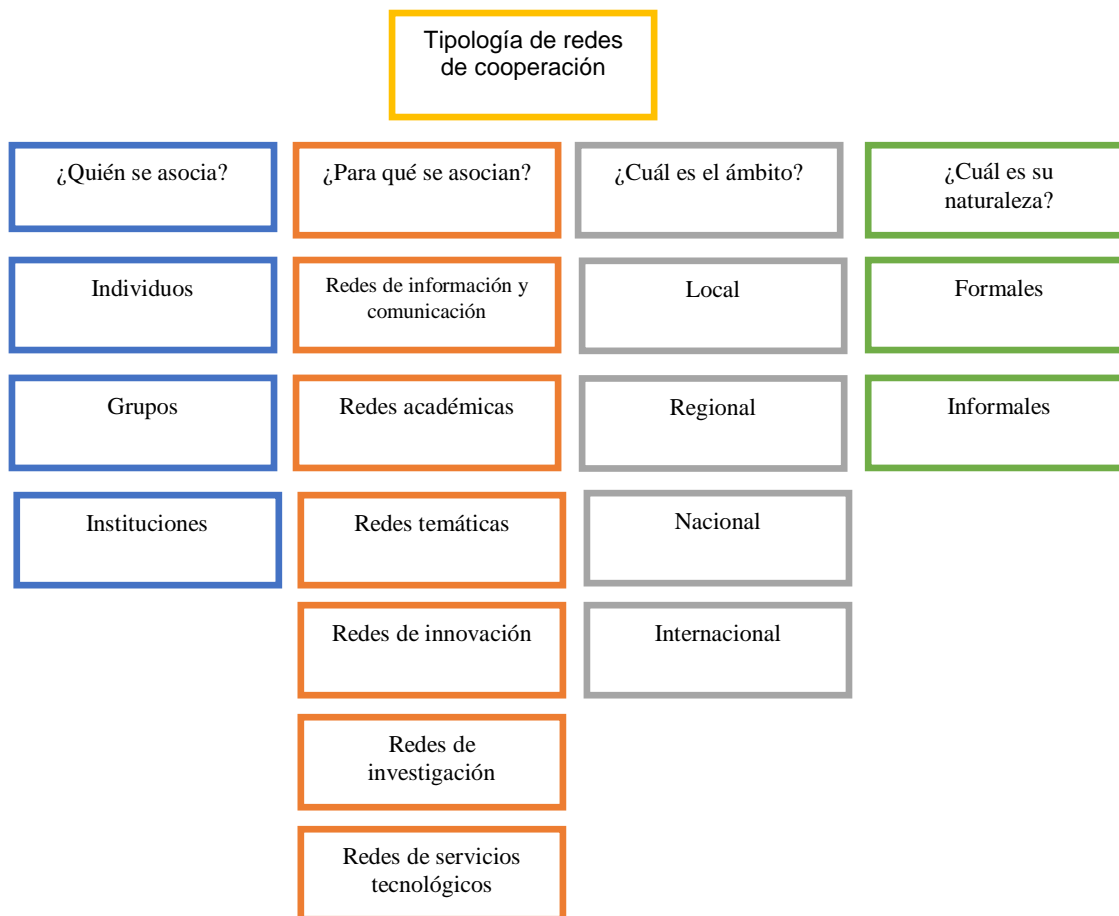 Tipología de redes
de cooperación
¿Quién se asocia?
Individuos
Grupos
Instituciones
¿Para qué se asocian?
Redes de información y
comunicación
Redes académicas
Redes temáticas
Redes de innovación
Redes de
investigación
Redes de servicios
tecnológicos
¿Cuál es el ámbito?
Local
Regional
Nacional
Internacional
¿Cuál es su
naturaleza?
Formales
Informales